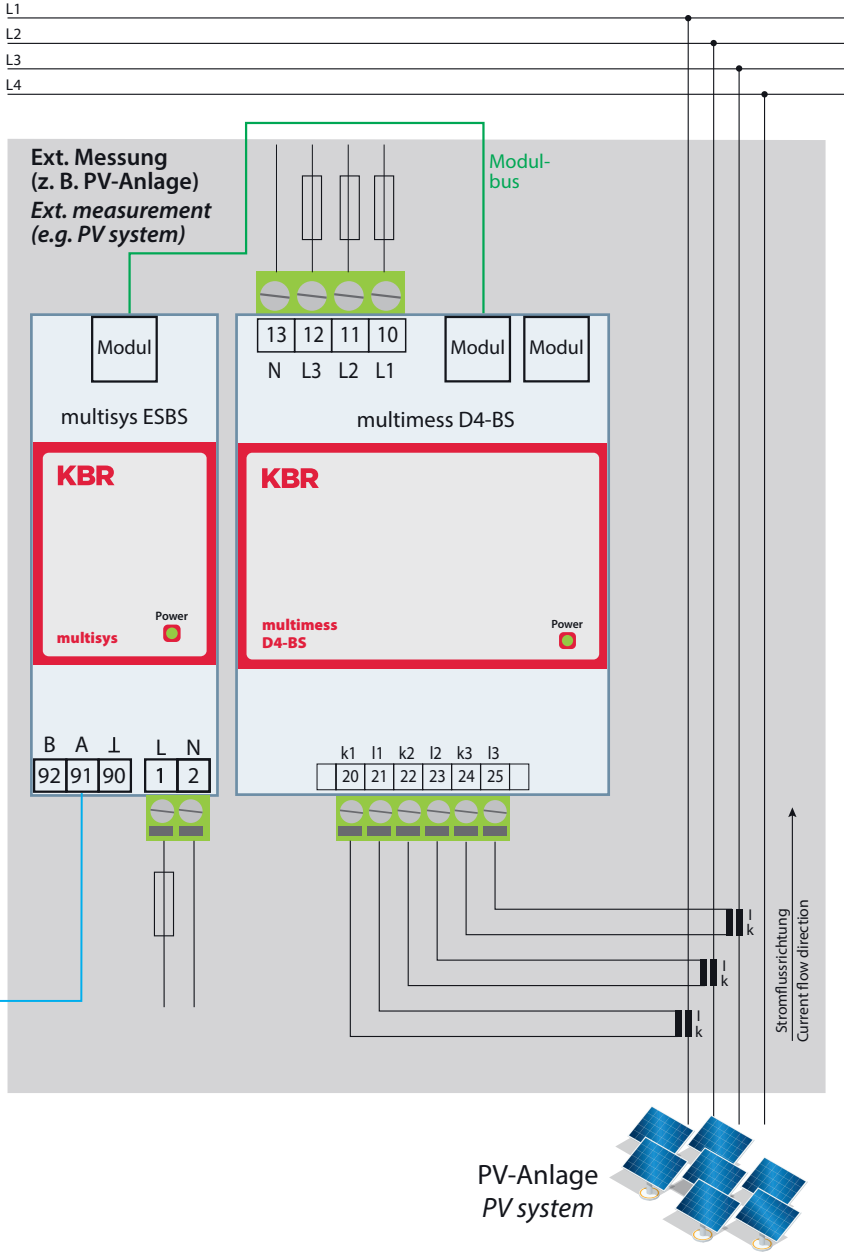 L1
L2
L3
L4
Ext. Messung
(z. B. PV-Anlage)
Ext. measurement
(e.g. PV system)
Modul-
bus
Modul
multisys ESBS
KBR
Power
multisys
B A ⊥ L N
92 91 90 1 2
13 12 11 10
N L3 L2 L1
Modul Modul
multimess D4-BS
KBR
multimess
D4-BS
Power
k1 l1 k2 l2 k3 l3
20 21 22 23 24 25
l
k
l
k
l
k
Stromflussrichtung
Current flow direction
PV-Anlage
PV system